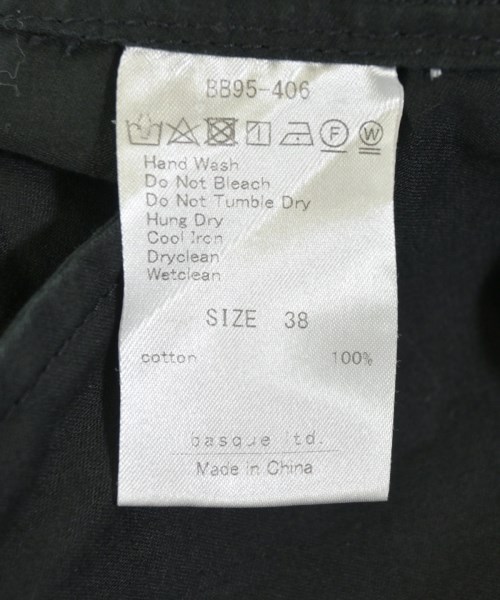 BB95-406
Hand Wash
Do Not Bleach
Do Not Tumble Dry
Hung Dry
Cool Iron
Dryclean
Wetclean
SIZE 38
cotton 100%
basque ltd.
Made in China